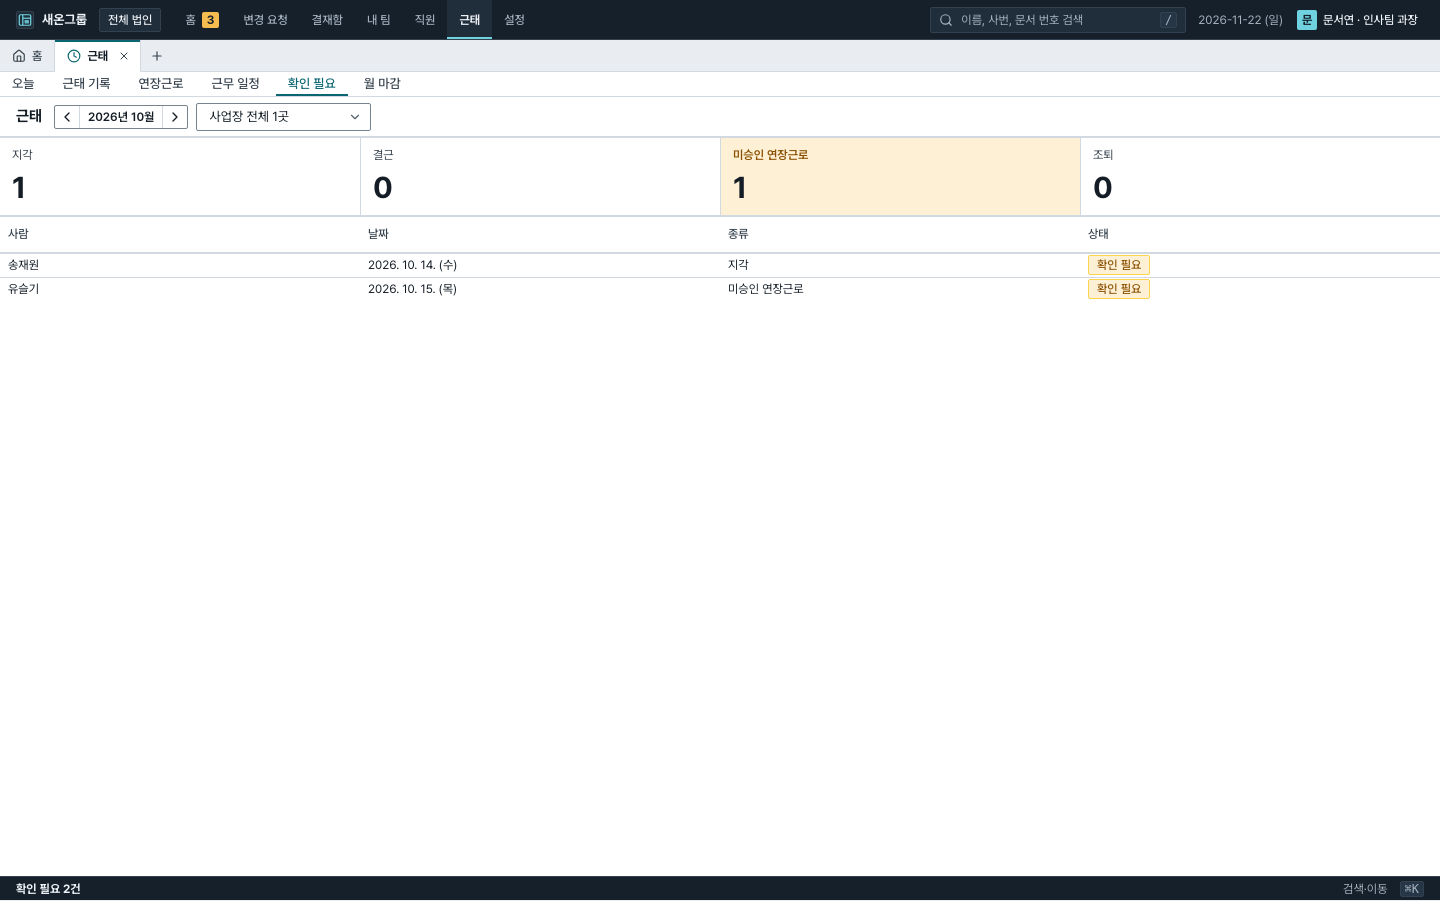 새온그룹 전체 법인 홈 3 변경 요청 결재함 내 팀 직원 근태 설정 이름, 사번, 문서 번호 검색 / 2026-11-22 (일) 문 문서연 · 인사팀 과장
홈 근태
오늘 근태 기록 연장근로 근무 일정 확인 필요 월 마감
근태 2026년 10월 사업장 전체 1곳
지각 결근 미승인 연장근로 조퇴
1 0 1 0
사람 날짜 종류 상태
송재원 2026. 10. 14. (수) 지각 확인 필요
유슬기 2026. 10. 15. (목) 미승인 연장근로 확인 필요
확인 필요 2건 검색·이동 ⌘K